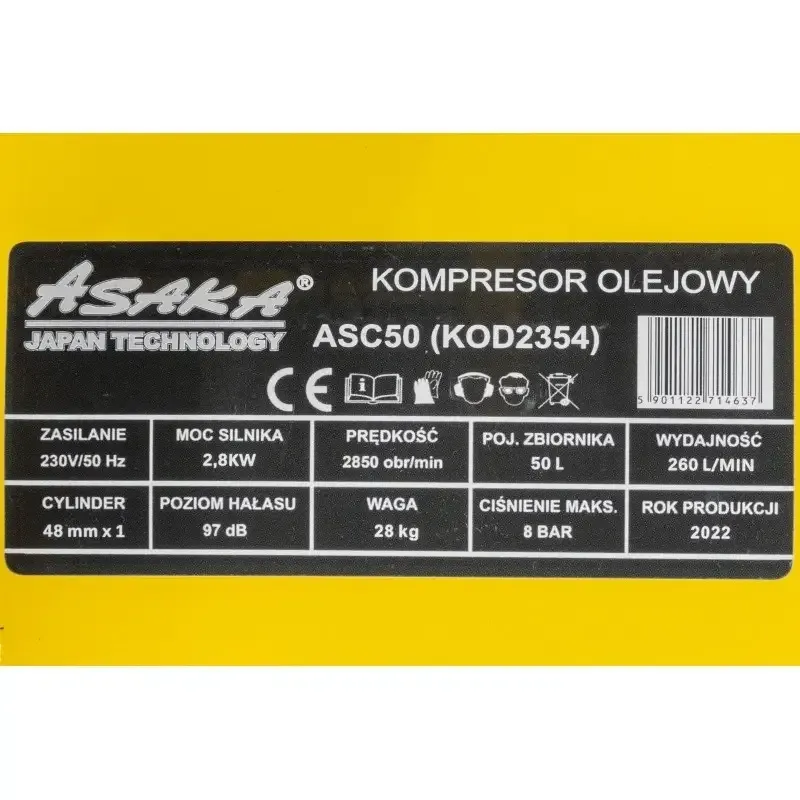 ASAKA®
JAPAN TECHNOLOGY
KOMPRESOR OLEJOWY
ASC50 (KOD2354)
CE
i
5 901122 714637
ZASILANIE
230V/50 Hz
MOC SILNIKA
2,8KW
PRĘDKOŚĆ
2850 obr/min
POJ. ZBIORNIKA
50 L
WYDAJNOŚĆ
260 L/MIN
CYLINDER
48 mm x 1
POZIOM HAŁASU
97 dB
WAGA
28 kg
CIŚNIENIE MAKS.
8 BAR
ROK PRODUKCJI
2022